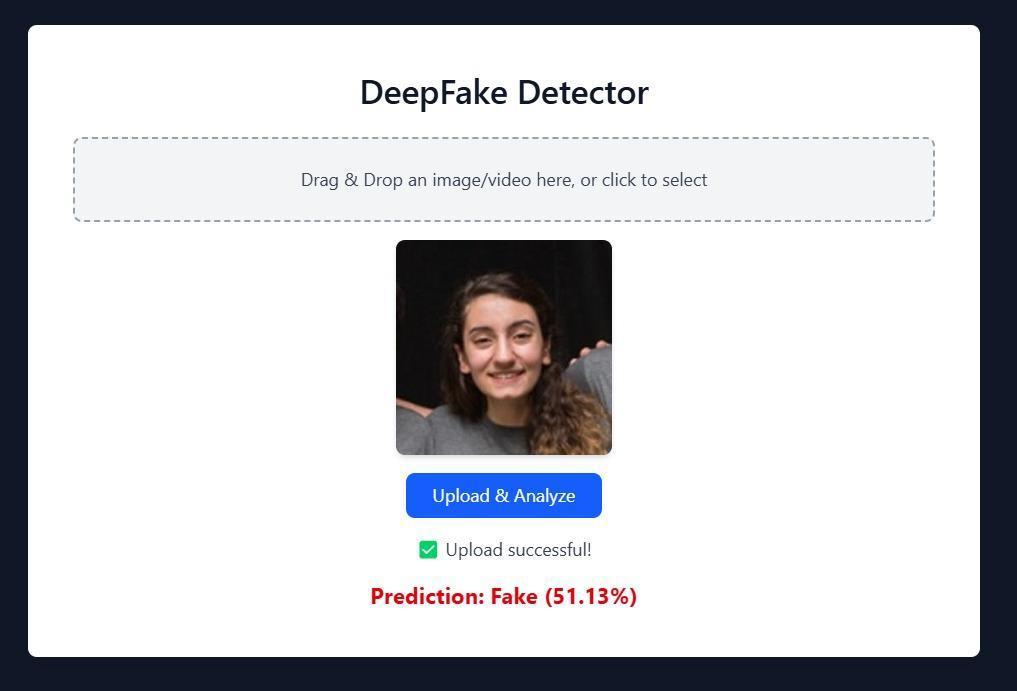 DeepFake Detector
Drag & Drop an image/video here, or click to select
Upload & Analyze
Upload successful!
Prediction: Fake (51.13%)